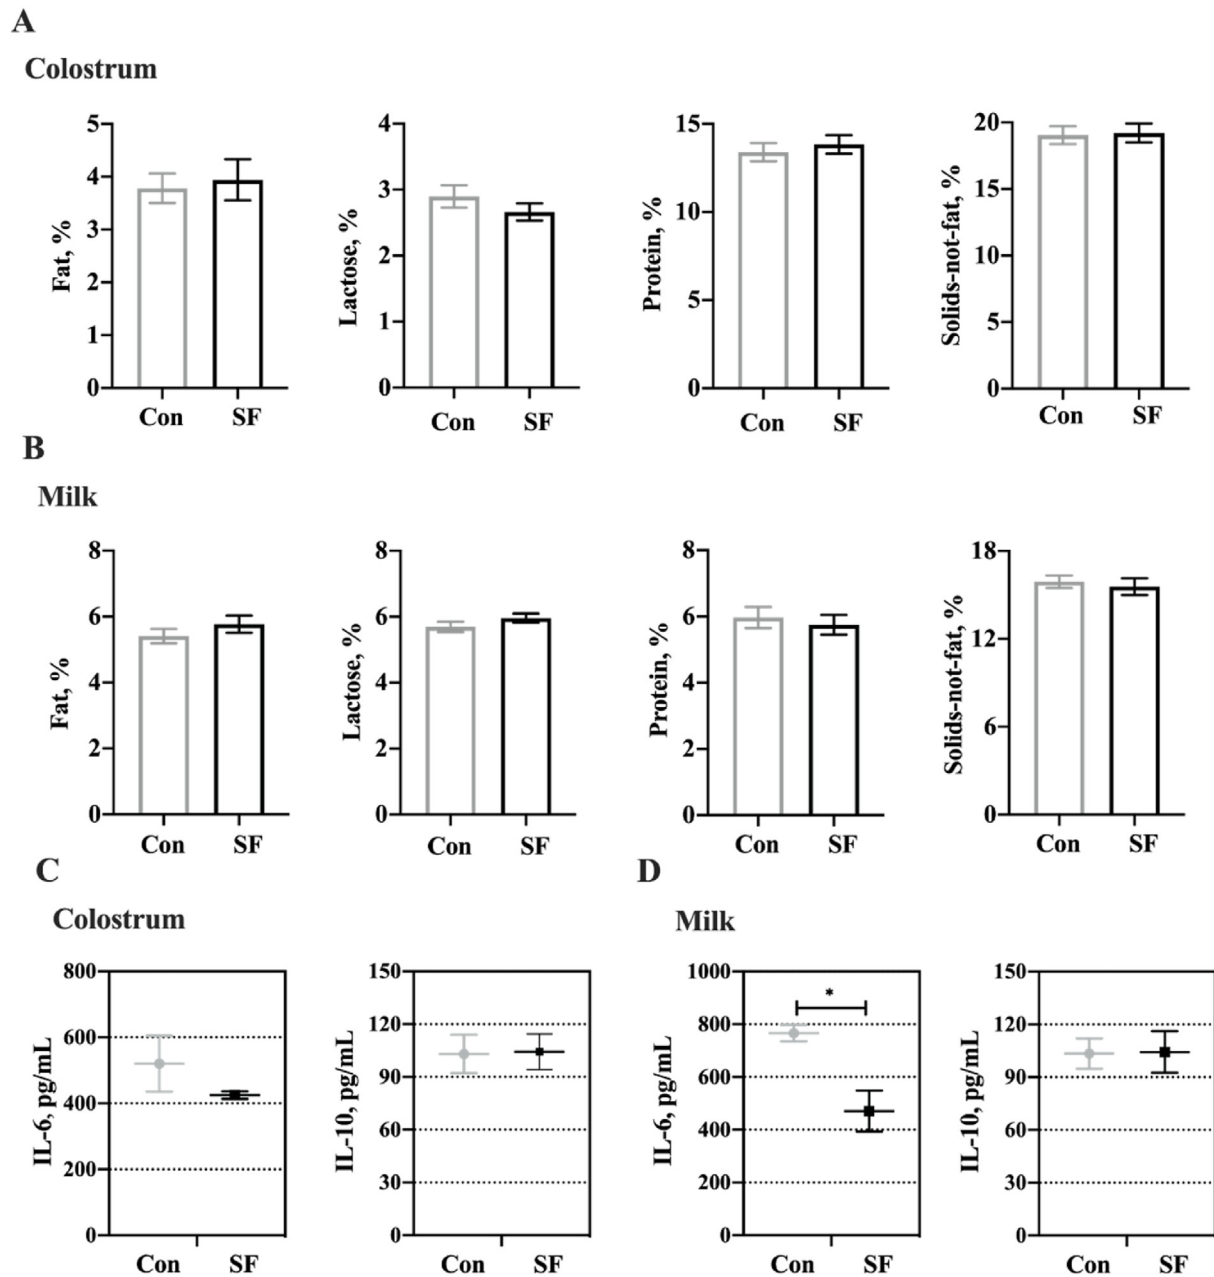 A
Colostrum
5
4
3
2
1
0
Fat, %
Con SF
4
3
2
1
0
Lactose, %
Con SF
15
10
5
0
Protein, %
Con SF
20
15
10
5
0
Solids-not-fat, %
Con SF
B
Milk
8
6
4
2
0
Fat, %
Con SF
8
6
4
2
0
Lactose, %
Con SF
8
6
4
2
0
Protein, %
Con SF
18
12
6
0
Solids-not-fat, %
Con SF
C
Colostrum
800
600
400
200
0
IL-6, pg/mL
Con SF
150
120
90
60
30
0
IL-10, pg/mL
Con SF
D
Milk
1000
800
600
400
200
0
IL-6, pg/mL
*
Con SF
150
120
90
60
30
0
IL-10, pg/mL
Con SF